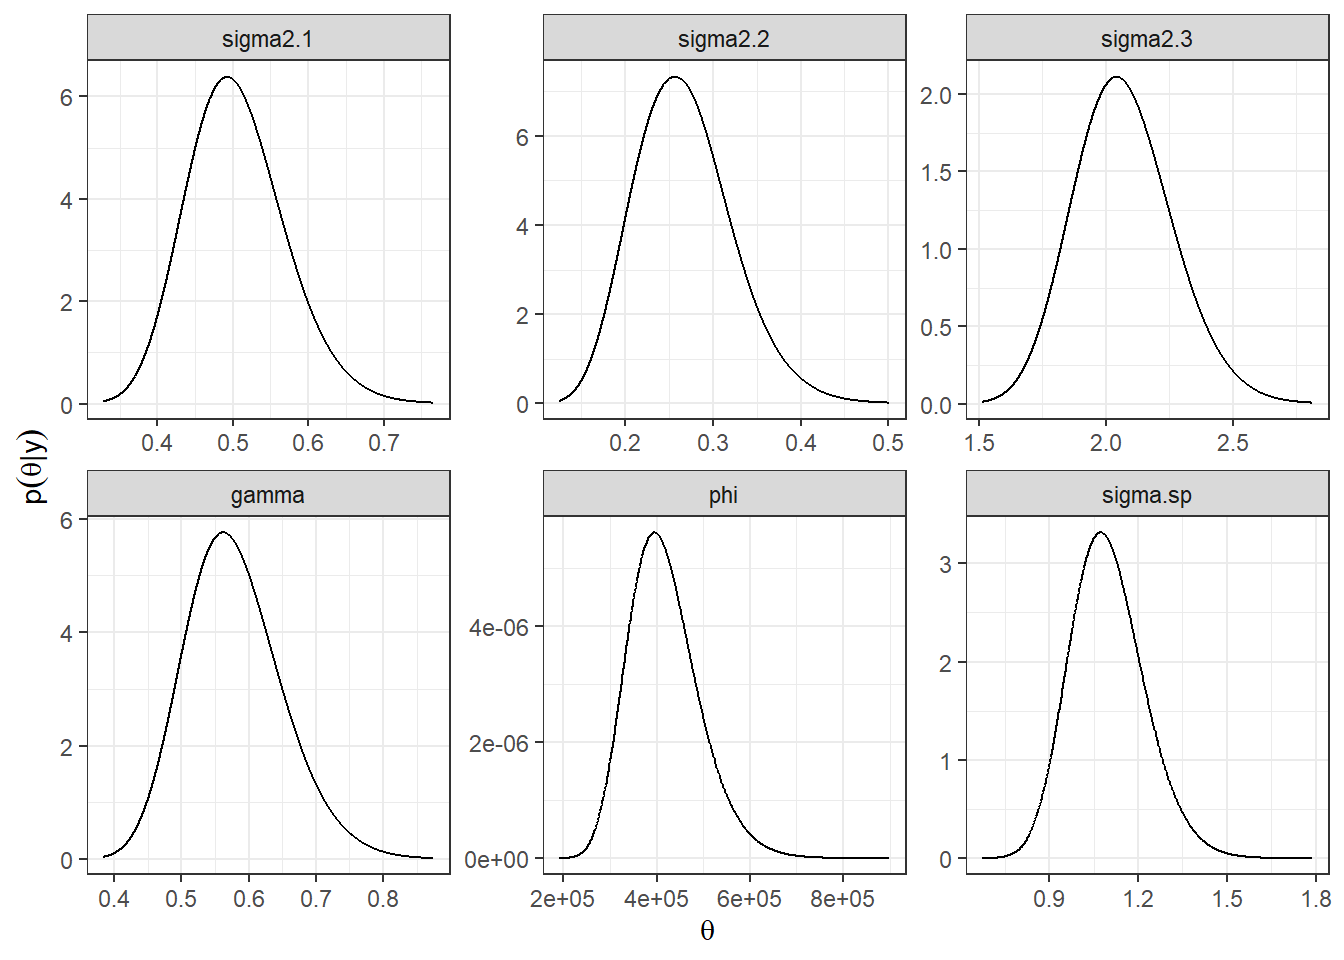 sigma2.1 sigma2.2 sigma2.3
6 4 2 0
6 4 2 0
2.0 1.5 1.0 0.5 0.0
0.4 0.5 0.6 0.7
0.2 0.3 0.4 0.5
1.5 2.0 2.5
p(θ|y)
gamma phi sigma.sp
6 4 2 0
4e-06 2e-06 0e+00
3 2 1 0
0.4 0.5 0.6 0.7 0.8
2e+05 4e+05 6e+05 8e+05
0.9 1.2 1.5 1.8
θ